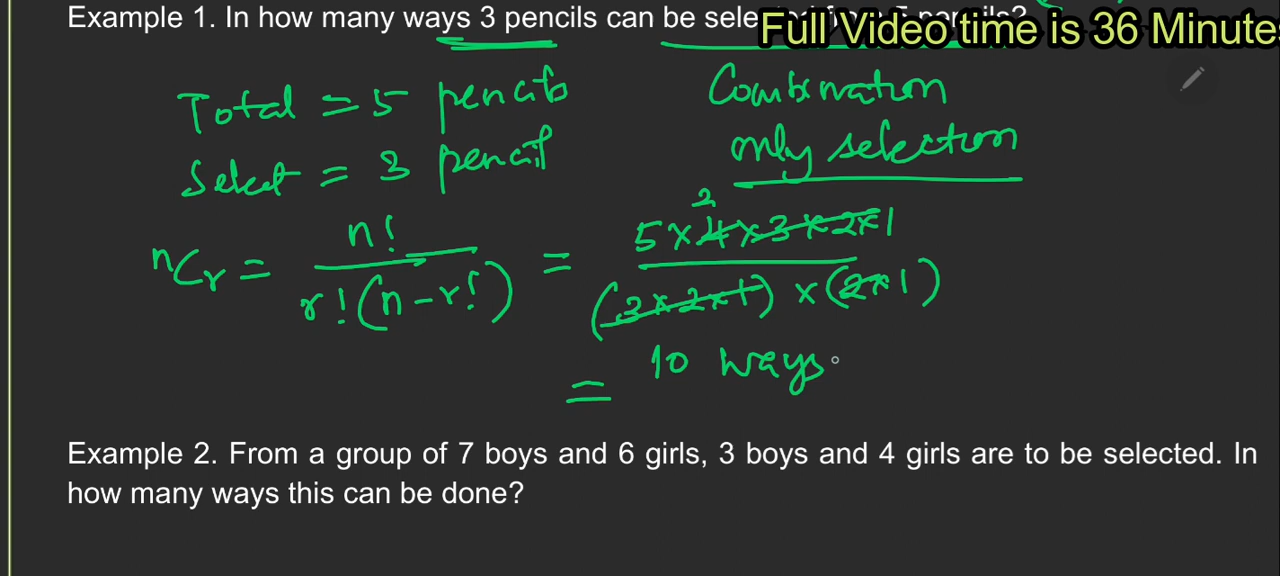 Example 1. In how many ways 3 pencils can be sele
Full Video time is 36 Minute
Total = 5 pencils
Combination
Select = 3 pencil
only selection
nCr = n! / r!(n-r!) = 5×4×3×2×1 / (3×2×1)×(2×1)
2
= 10 ways.
Example 2. From a group of 7 boys and 6 girls, 3 boys and 4 girls are to be selected. In
how many ways this can be done?